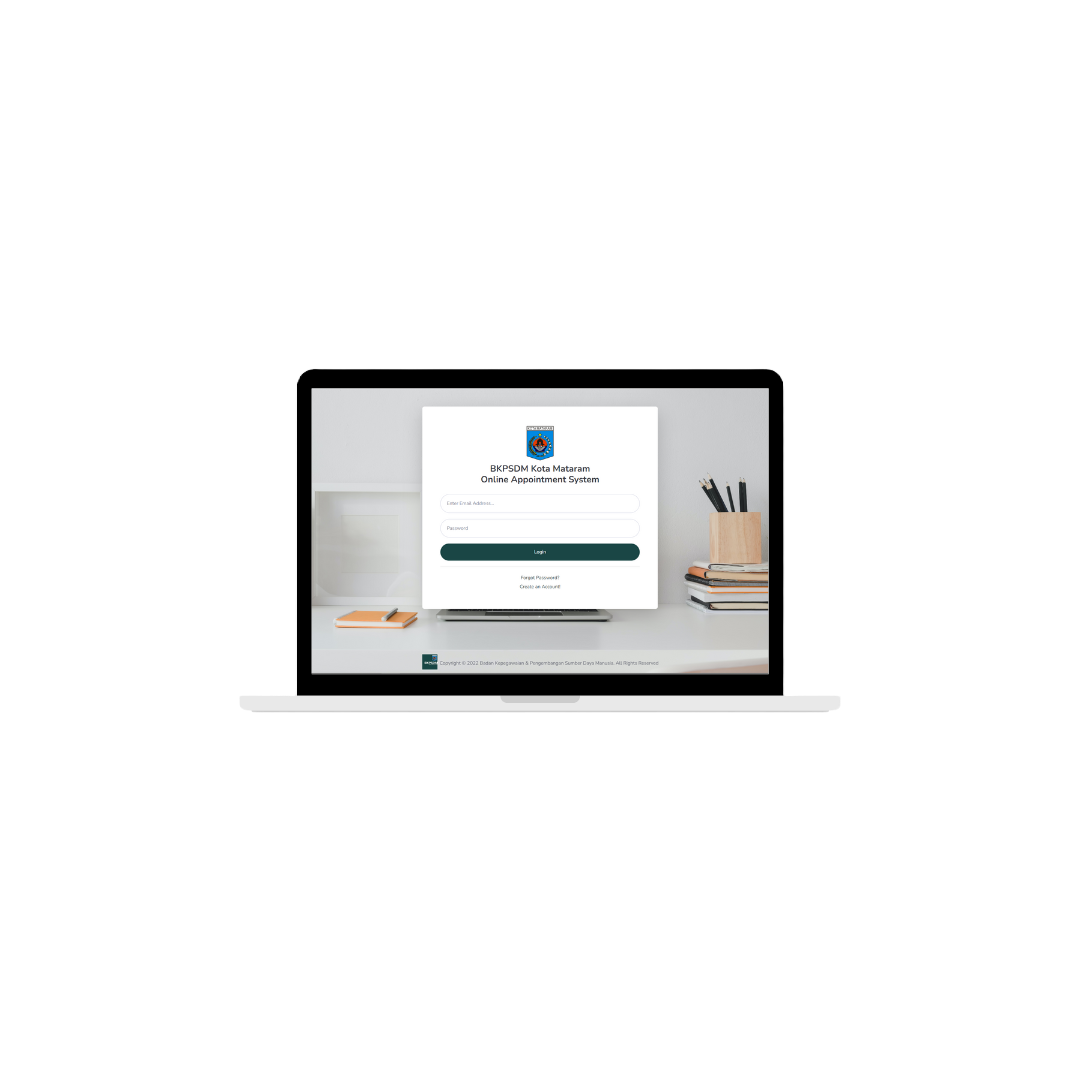 BKPSDM Kota Mataram
Online Appointment System
Enter Email Address...
Password
Login
Forgot Password?
Create an Account!
Copyright © 2022 Badan Kepegawaian & Pengembangan Sumber Daya Manusia. All Rights Reserved